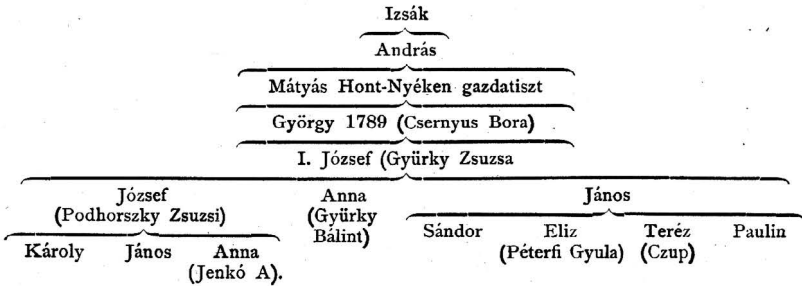 Izsák
András
Mátyás Hont-Nyéken gazdatiszt
György 1789 (Csernyus Bora)
I. József (Gyürky Zsuzsa
József Anna János
(Podhorszky Zsuzsi) (Gyürky
Bálint)
Sándor Eliz Teréz Paulin
(Péterfi Gyula) (Czup)
Károly János Anna
(Jenkó A).